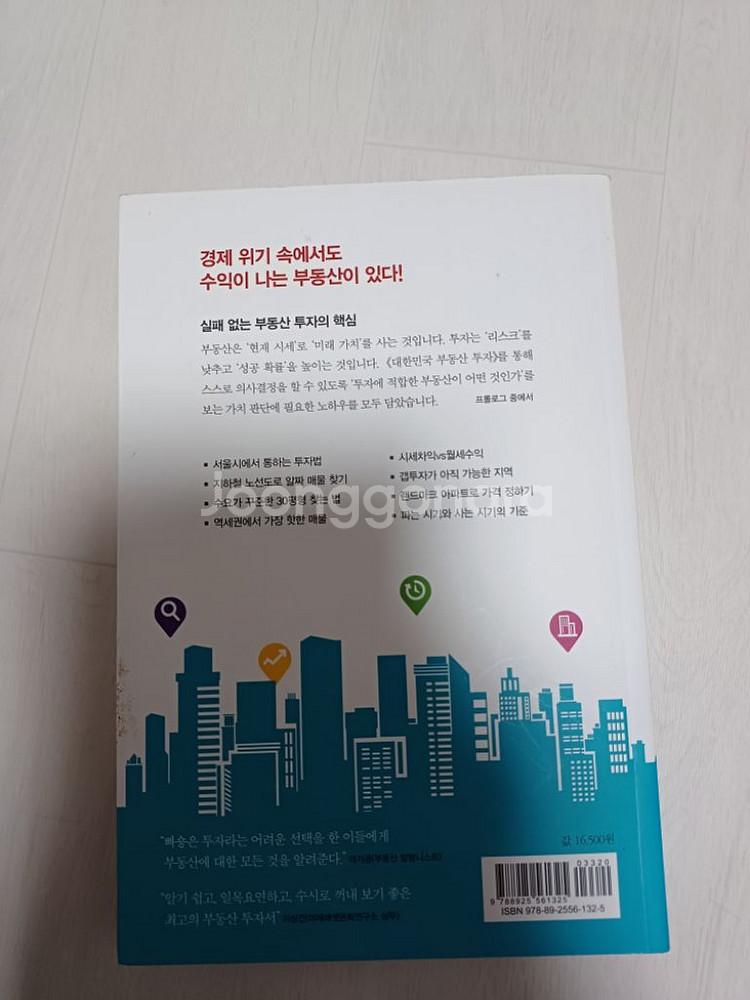 경제 위기 속에서도
수익이 나는 부동산이 있다!
실패 없는 부동산 투자의 핵심
부동산은 '현재 시세'로 '미래 가치'를 사는 것입니다. 투자는 '리스크'를
낮추고 '성공 확률'을 높이는 것입니다. 《대한민국 부동산 투자》를 통해
스스로 의사결정을 할 수 있도록 '투자에 적합한 부동산이 어떤 것인가'를
보는 가치 판단에 필요한 노하우를 모두 담았습니다.
프롤로그 중에서
▪ 서울시에서 통하는 투자법
▪ 지하철 노선도로 알짜 매물 찾기
▪ 수요가 꾸준한 30평형 찾는 법
▪ 역세권에서 가장 핫한 매물
▪ 시세차익vs월세수익
▪ 갭투자가 아직 가능한 지역
▪ 랜드마크 아파트로 가격 정하기
▪ 파는 시기와 사는 시기의 기준
Joonggonara
"빠숑은 투자라는 어려운 선택을 한 이들에게
부동산에 대한 모든 것을 알려준다."
"알기 쉽고, 일목요연하고, 수시로 꺼내 보기 좋은
최고의 부동산 투자서"
값 16,500원
03320
9 788925 561325
ISBN 978-89-2556-132-5